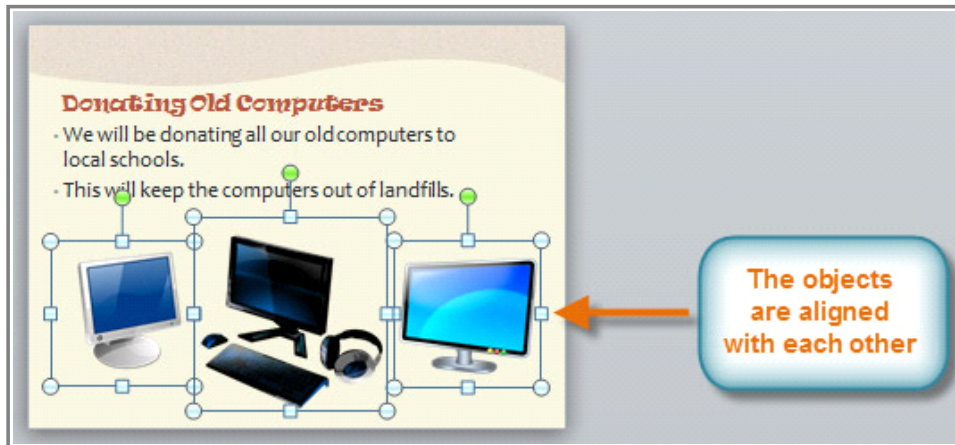 Donating Old Computers
We will be donating all our old computers to
local schools.
This will keep the computers out of landfills.
The objects
are aligned
with each other